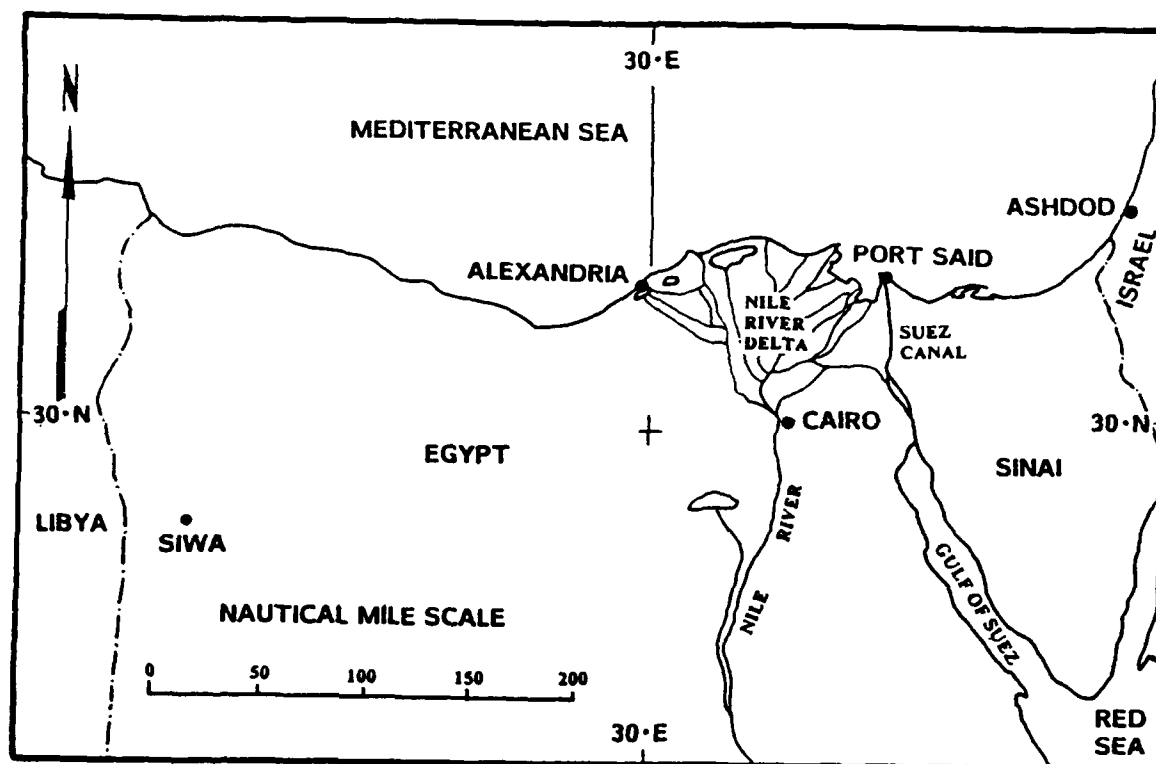 30·E
N
MEDITERRANEAN SEA
ASHDOD
ISRAEL
PORT SAID
ALEXANDRIA
NILE
RIVER
DELTA
SUEZ
CANAL
30·N
CAIRO
30·N
EGYPT
SINAI
LIBYA
SIWA
RIVER
NILE
GULF OF SUEZ
NAUTICAL MILE SCALE
0 50 100 150 200
30·E
RED
SEA